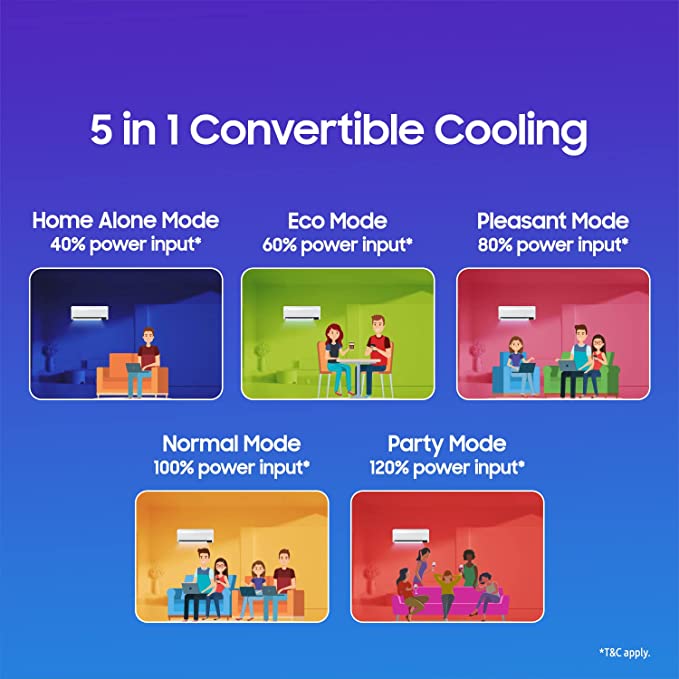 5 in 1 Convertible Cooling
Home Alone Mode
40% power input*
Eco Mode
60% power input*
Pleasant Mode
80% power input*
Normal Mode
100% power input*
Party Mode
120% power input*
*T&C apply.